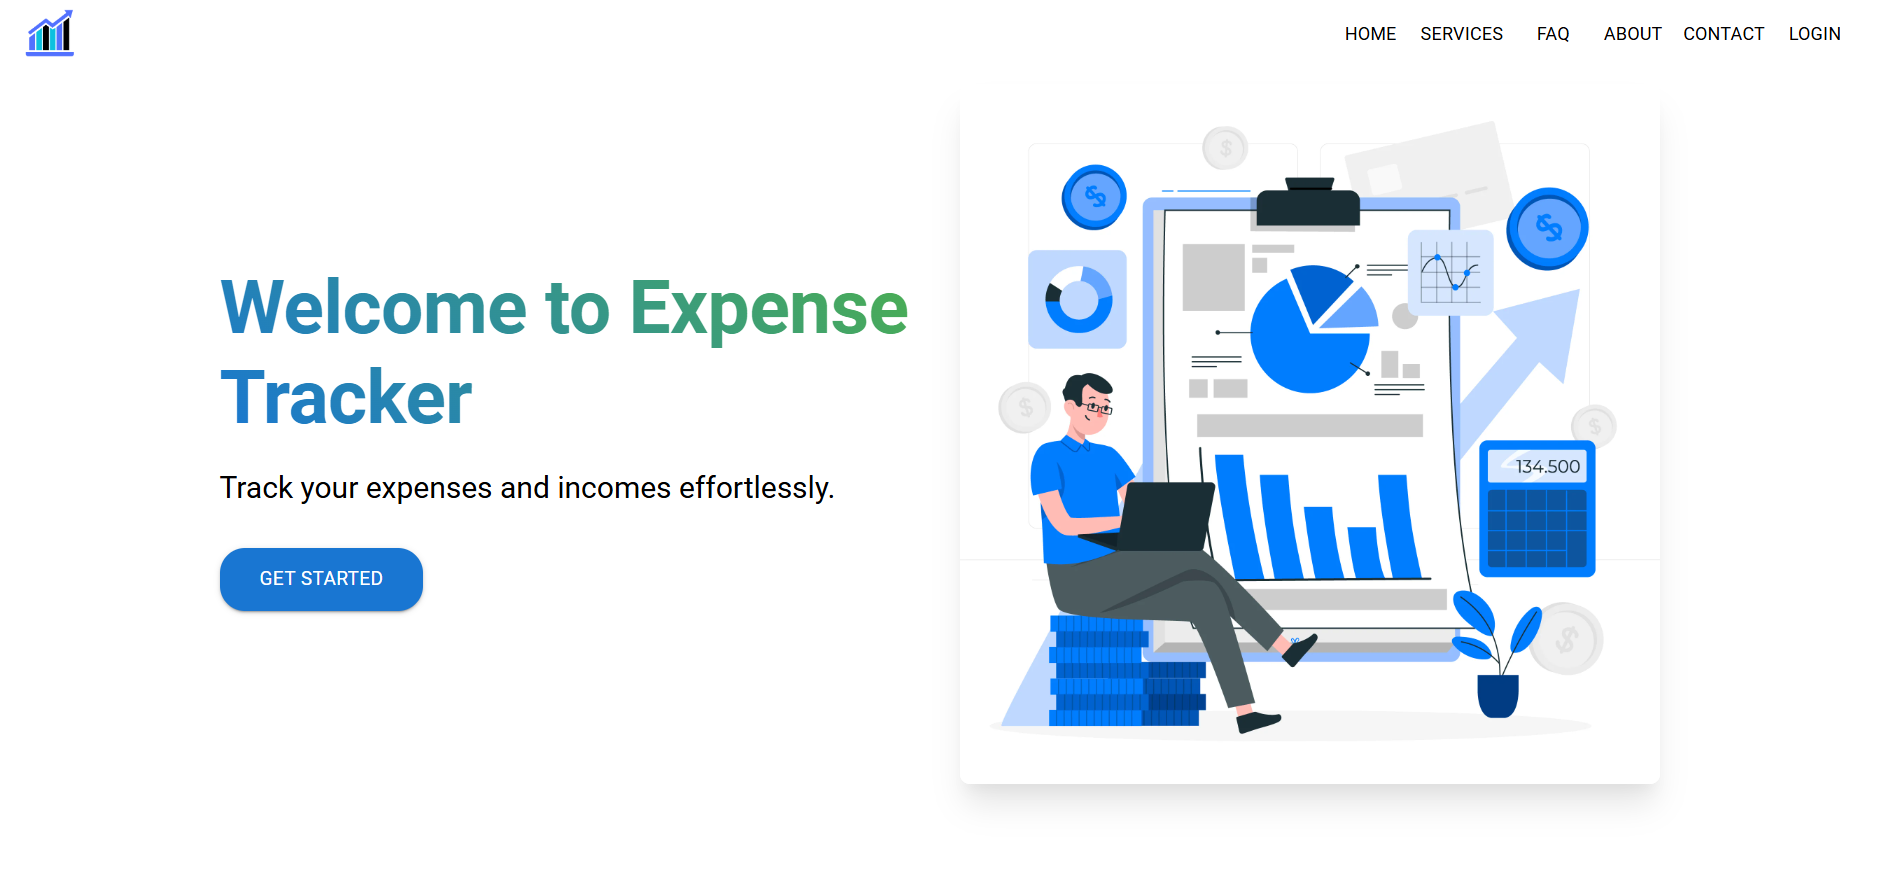 HOME SERVICES FAQ ABOUT CONTACT LOGIN
Welcome to Expense
Tracker
Track your expenses and incomes effortlessly.
GET STARTED
$
$
$
$
$
$
$
134.500